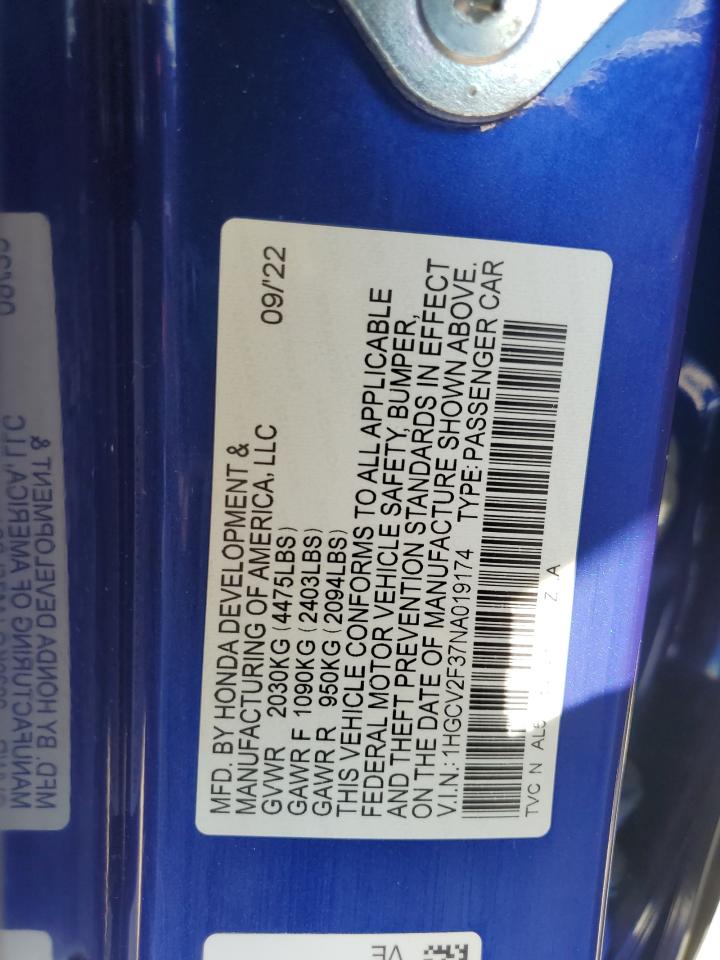 MFD. BY HONDA DEVELOPMENT &
MANUFACTURING OF AMERICA, LLC 09/'22
GVWR 2030KG (4475LBS)
GAWR F 1090KG (2403LBS)
GAWR R 950KG (2094LBS)
THIS VEHICLE CONFORMS TO ALL APPLICABLE
FEDERAL MOTOR VEHICLE SAFETY, BUMPER,
AND THEFT PREVENTION STANDARDS IN EFFECT
ON THE DATE OF MANUFACTURE SHOWN ABOVE.
V.I.N.: 1HGCV2F37NA019174 TYPE: PASSENGER CAR
TVC N
MFD. BY HONDA DEVELOPMENT &
MANUFACTURING OF AMERICA, LLC
VE